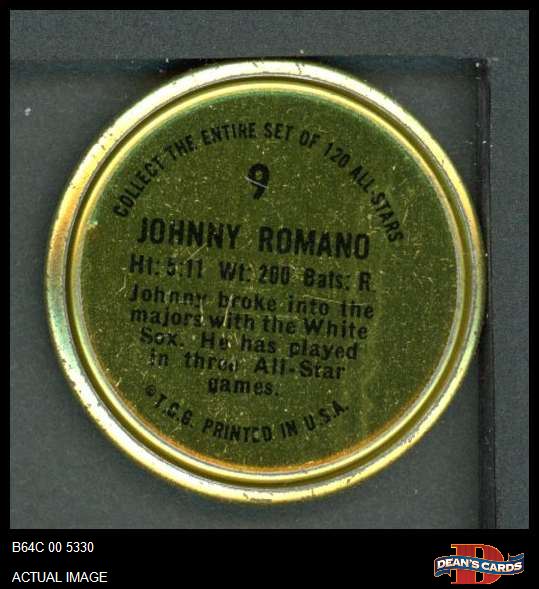 COLLECT THE ENTIRE SET OF 120 ALL STARS
9
JOHNNY ROMANO
Ht: 5:11 Wt: 200 Bats: R
Johnny broke into the
majors with the White
Sox. He has played
in three All-Star
games.
©T.C.G. PRINTED IN U.S.A.
B64C 00 5330
ACTUAL IMAGE
D
DEAN'S CARDS